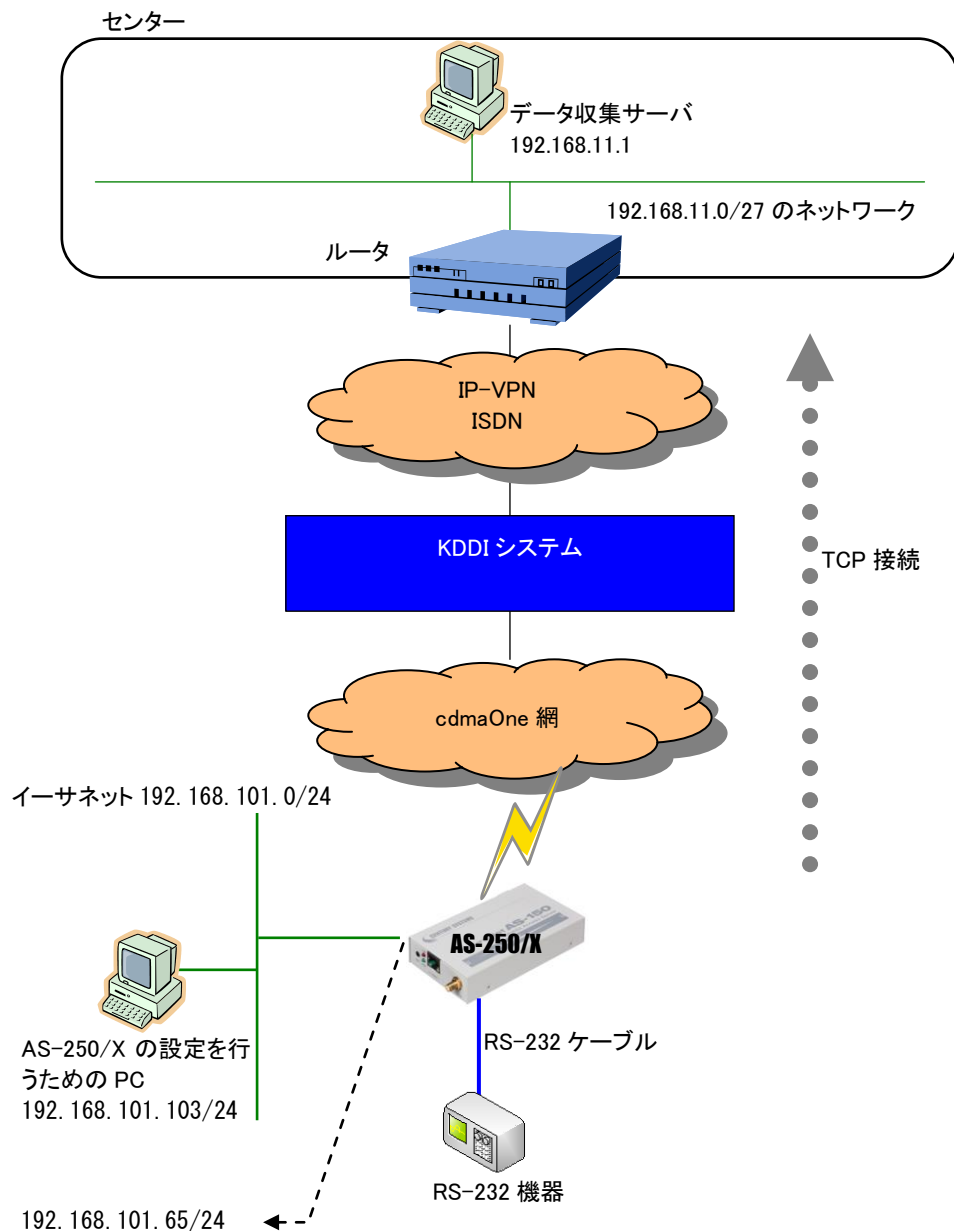 センター
データ収集サーバ
192.168.11.1
192.168.11.0/27 のネットワーク
ルータ
IP-VPN
ISDN
KDDI システム
TCP 接続
cdmaOne 網
イーサネット 192.168.101.0/24
AS-150
AS-250/X
AS-250/X の設定を行
うための PC
192.168.101.103/24
RS-232 ケーブル
RS-232 機器
192.168.101.65/24